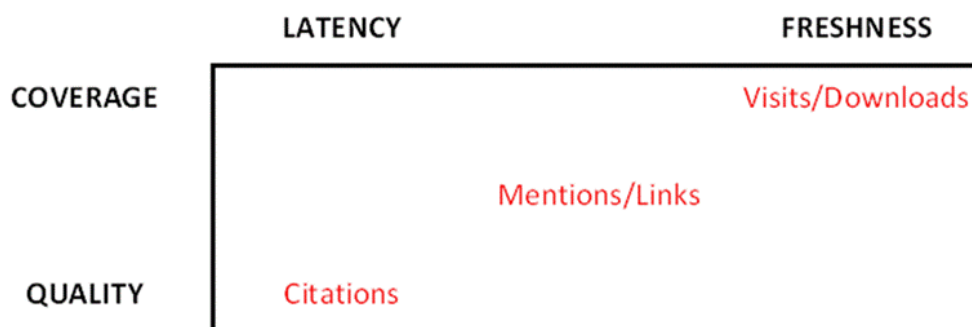 LATENCY FRESHNESS
COVERAGE Visits/Downloads
Mentions/Links
QUALITY Citations